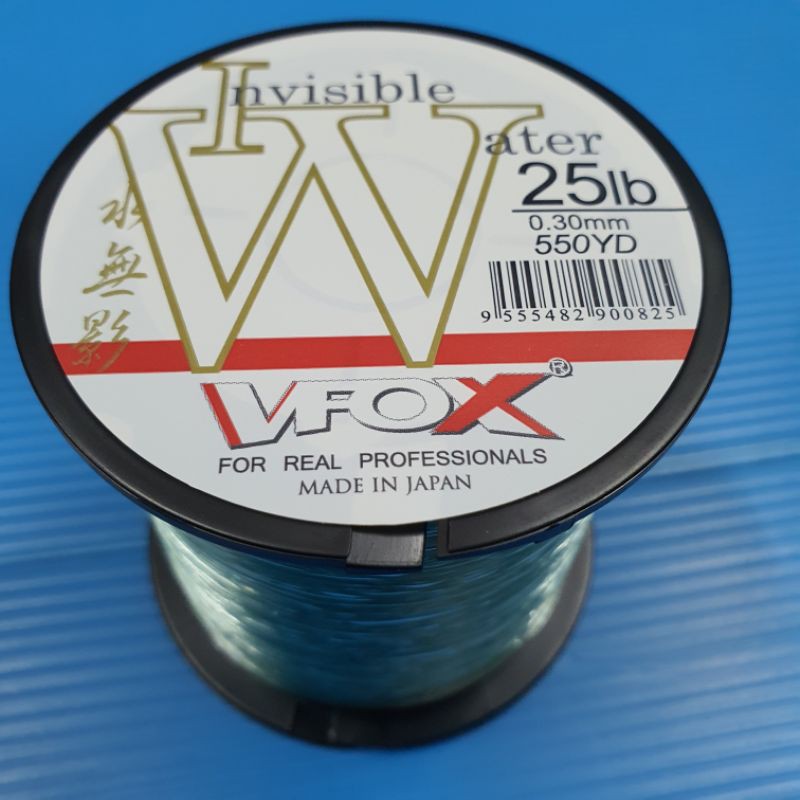 Invisible
Water
水無影
25lb
0.30mm
550YD
9 555482 900825
VFOX®
FOR REAL PROFESSIONALS
MADE IN JAPAN